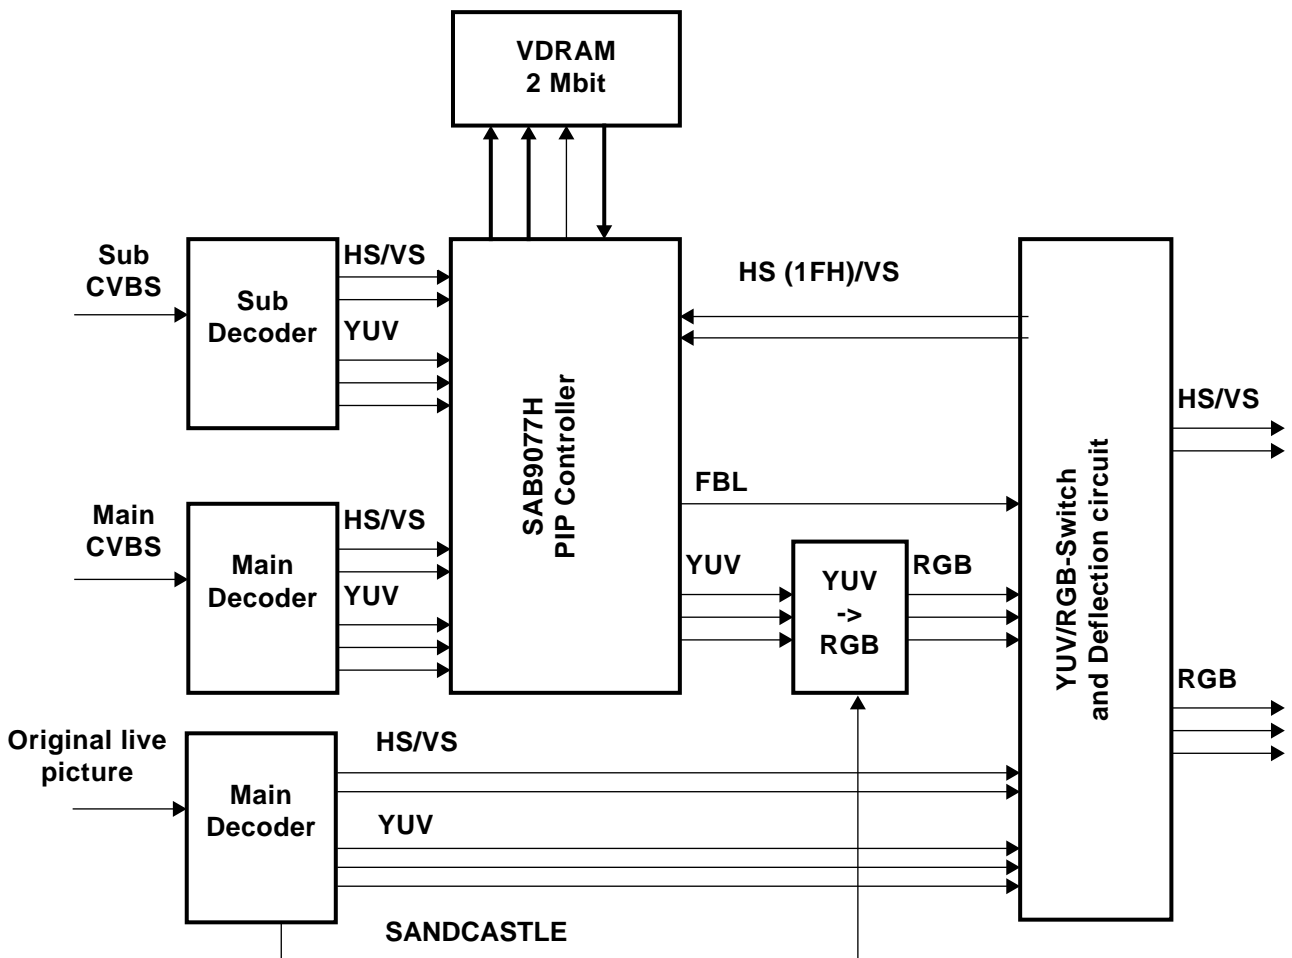 VDRAM
2 Mbit
Sub
CVBS
Sub
Decoder
HS/VS
YUV
SAB9077H
PIP Controller
HS (1FH)/VS
YUV/RGB-Switch
and Deflection circuit
HS/VS
Main
CVBS
Main
Decoder
HS/VS
YUV
FBL
YUV
YUV
->
RGB
RGB
RGB
Original live
picture
Main
Decoder
HS/VS
YUV
SANDCASTLE